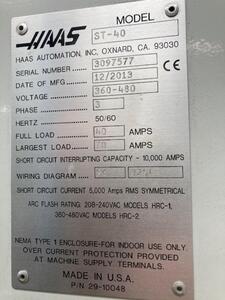 HAAS
MODEL
ST-40
HAAS AUTOMATION, INC. OXNARD, CA. 93030
SERIAL NUMBER 3097577
DATE OF MFG 12/2013
VOLTAGE 360-480
PHASE 3
HERTZ 50/60
FULL LOAD 40 AMPS
LARGEST LOAD AMPS
SHORT CIRCUIT INTERRUPTING CAPACITY - 10,000 AMPS
WIRING DIAGRAM
SHORT CIRCUIT CURRENT 5,000 Amps RMS SYMMETRICAL
ARC FLASH RATING: 208-240VAC MODELS HRC-1,
360-480VAC MODELS HRC-2
NEMA TYPE 1 ENCLOSURE-FOR INDOOR USE ONLY
OVER CURRENT PROTECTION PROVIDED
AT MACHINE SUPPLY TERMINALS.
MADE IN U.S.A.
P/N 29-10048